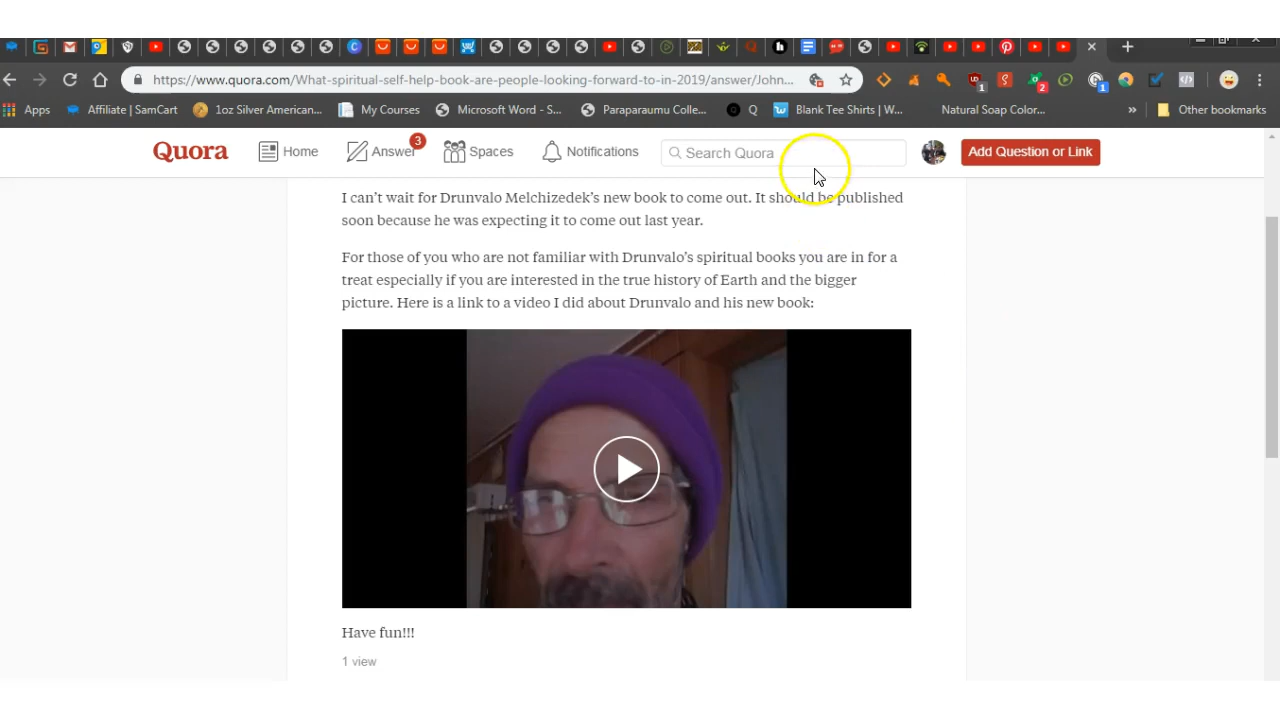 https://www.quora.com/What-spiritual-self-help-book-are-people-looking-forward-to-in-2019/answer/John...
1
2
1
Apps
Affiliate | SamCart
1oz Silver American...
My Courses
Microsoft Word - S...
Paraparaumu Colle...
Q
Blank Tee Shirts | W...
Natural Soap Color...
»
Other bookmarks
Quora
Home
Answer
3
Spaces
Notifications
Search Quora
Add Question or Link
I can't wait for Drunvalo Melchizedek's new book to come out. It should be published
soon because he was expecting it to come out last year.
For those of you who are not familiar with Drunvalo's spiritual books you are in for a
treat especially if you are interested in the true history of Earth and the bigger
picture. Here is a link to a video I did about Drunvalo and his new book:
Have fun!!!
1 view